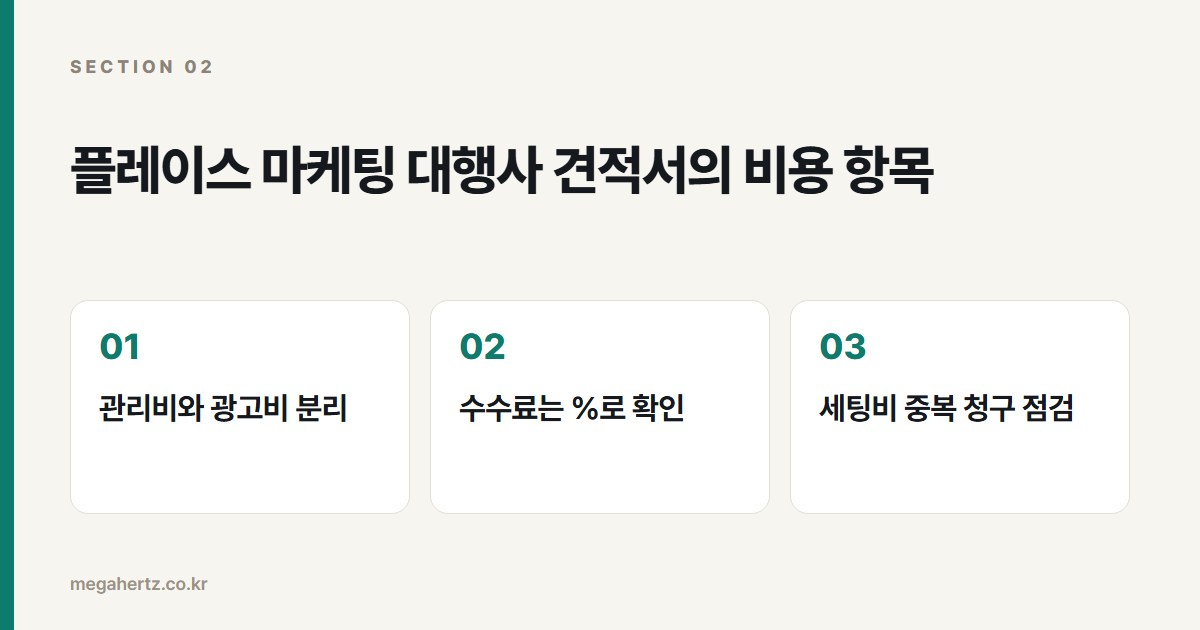 SECTION 02
플레이스 마케팅 대행사 견적서의 비용 항목
01
관리비와 광고비 분리
02
수수료는 %로 확인
03
세팅비 중복 청구 점검
megahertz.co.kr